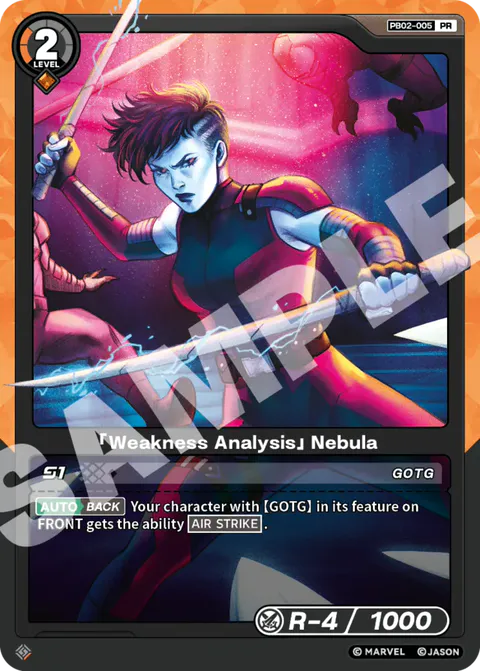 PB02-005 PR
2
LEVEL
「Weakness Analysis」 Nebula
S1
GOTG
AUTO BACK Your character with 【GOTG】 in its feature on
FRONT gets the ability AIR STRIKE.
R-4 / 1000
© MARVEL © JASON
SAMPLE